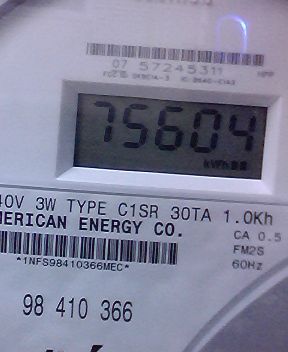 07 57245311
75604
kWh
40V 3W TYPE C1SR 30TA 1.0Kh
MERICAN ENERGY CO.
CA 0.5
FM2S
60Hz
*1NFS98410366MEC*
98 410 366